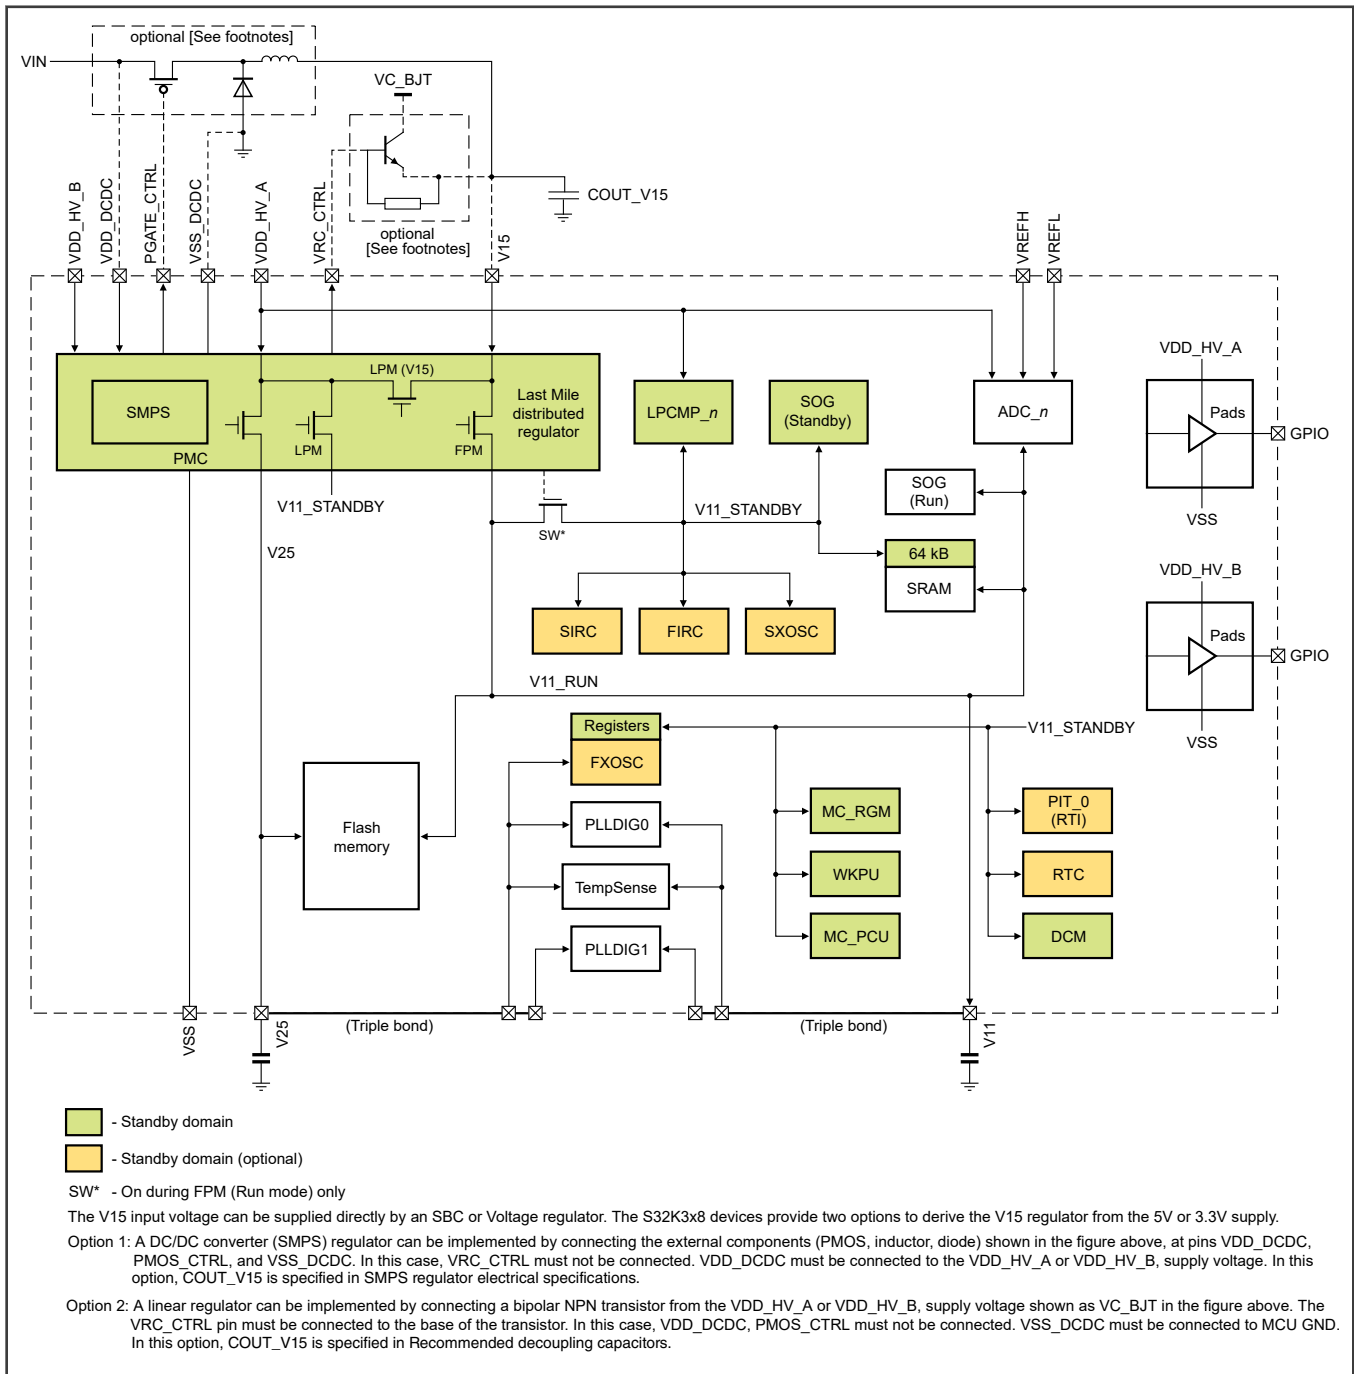 optional [See footnotes]
VIN
VC_BJT
COUT_V15
optional
[See footnotes]
VDD_HV_B
VDD_DCDC
PGATE_CTRL
VSS_DCDC
VDD_HV_A
VRC_CTRL
V15
VREFH
VREFL
VDD_HV_A
LPM (V15)
SMPS
Last Mile
distributed
regulator
LPCMP_n
SOG
(Standby)
ADC_n
Pads
GPIO
LPM
FPM
PMC
SOG
(Run)
V11_STANDBY
V11_STANDBY
VSS
SW*
V25
64 kB
SRAM
VDD_HV_B
SIRC
FIRC
SXOSC
Pads
GPIO
V11_RUN
Registers
V11_STANDBY
VSS
FXOSC
Flash
memory
PLLDIG0
MC_RGM
PIT_0
(RTI)
TempSense
WKPU
RTC
PLLDIG1
MC_PCU
DCM
VSS
V25
(Triple bond)
(Triple bond)
V11
- Standby domain
- Standby domain (optional)
SW* - On during FPM (Run mode) only
The V15 input voltage can be supplied directly by an SBC or Voltage regulator. The S32K3x8 devices provide two options to derive the V15 regulator from the 5V or 3.3V supply.
Option 1: A DC/DC converter (SMPS) regulator can be implemented by connecting the external components (PMOS, inductor, diode) shown in the figure above, at pins VDD_DCDC,
PMOS_CTRL, and VSS_DCDC. In this case, VRC_CTRL must not be connected. VDD_DCDC must be connected to the VDD_HV_A or VDD_HV_B, supply voltage. In this
option, COUT_V15 is specified in SMPS regulator electrical specifications.
Option 2: A linear regulator can be implemented by connecting a bipolar NPN transistor from the VDD_HV_A or VDD_HV_B, supply voltage shown as VC_BJT in the figure above. The
VRC_CTRL pin must be connected to the base of the transistor. In this case, VDD_DCDC, PMOS_CTRL must not be connected. VSS_DCDC must be connected to MCU GND.
In this option, COUT_V15 is specified in Recommended decoupling capacitors.